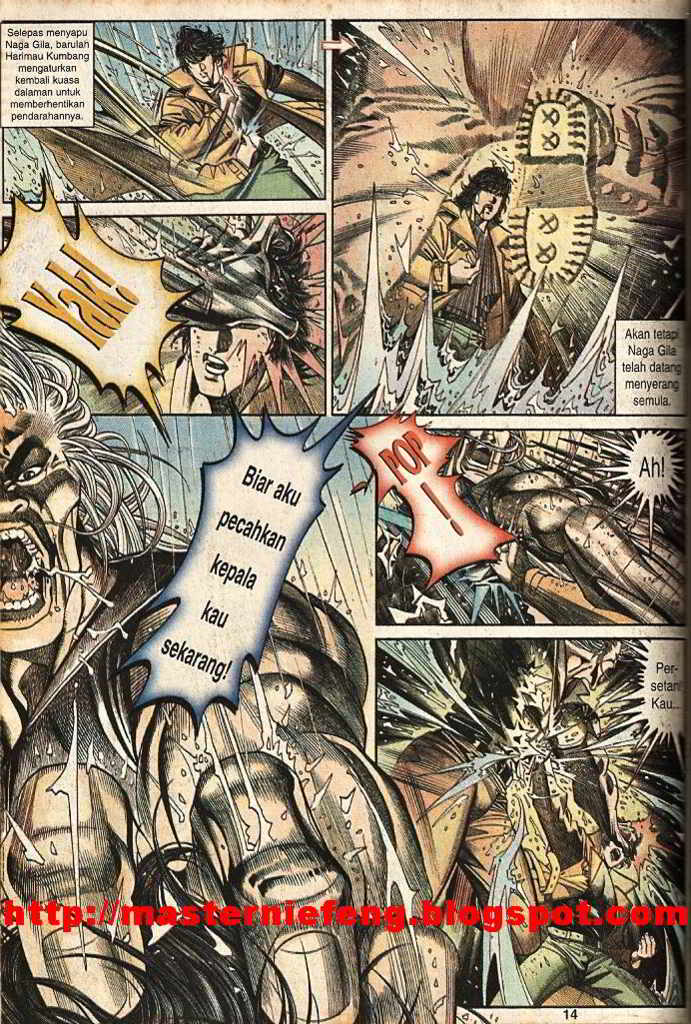 Selepas menyapu
Naga Gila, barulah
Harimau Kumbang
mengaturkan
kembali kuasa
dalaman untuk
memberhentikan
pendarahannya.
Akan tetapi
Naga Gila
telah datang
menyerang
semula.
Yak!
Biar aku
pecahkan
kepala
kau
sekarang!
POP
!
Ah!
Per-
setan!
Kau...
http://masterniefeng.blogspot.com
14